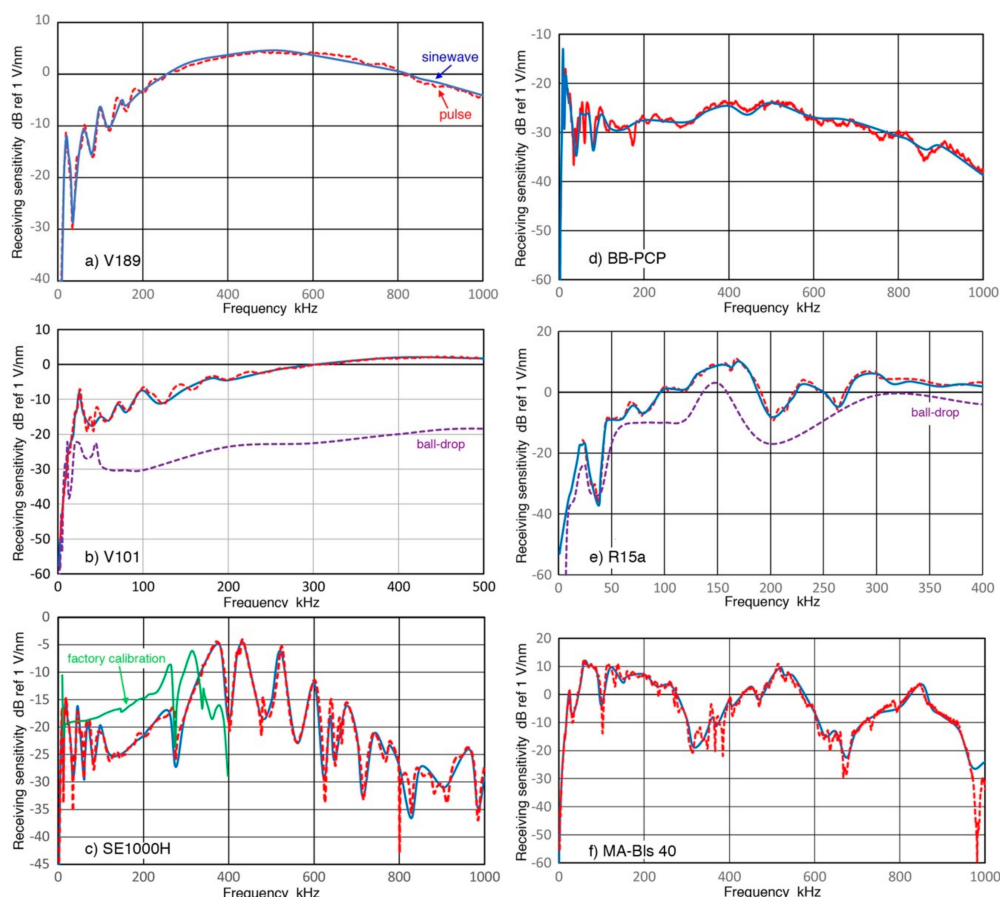 Receiving sensitivity dB ref 1 V/nm
10
0
-10
-20
-30
-40
sinewave
pulse
a) V189
0 200 400 600 800 1000
Frequency kHz
Receiving sensitivity dB ref 1 V/nm
-10
-20
-30
-40
-50
-60
d) BB-PCP
0 200 400 600 800 1000
Frequency kHz
Receiving sensitivity dB ref 1 V/nm
10
0
-10
-20
-30
-40
-50
-60
ball-drop
b) V101
0 100 200 300 400 500
Frequency kHz
Receiving sensitivity dB ref 1 V/nm
20
0
-20
-40
-60
ball-drop
e) R15a
0 50 100 150 200 250 300 350 400
Frequency kHz
Receiving sensitivity dB ref 1 V/nm
0
-5
-10
-15
-20
-25
-30
-35
-40
-45
factory calibration
c) SE1000H
0 200 400 600 800 1000
Frequency kHz
Receiving sensitivity dB ref 1 V/nm
20
10
0
-10
-20
-30
-40
-50
-60
f) MA-Bls 40
0 200 400 600 800 1000
Frequency kHz